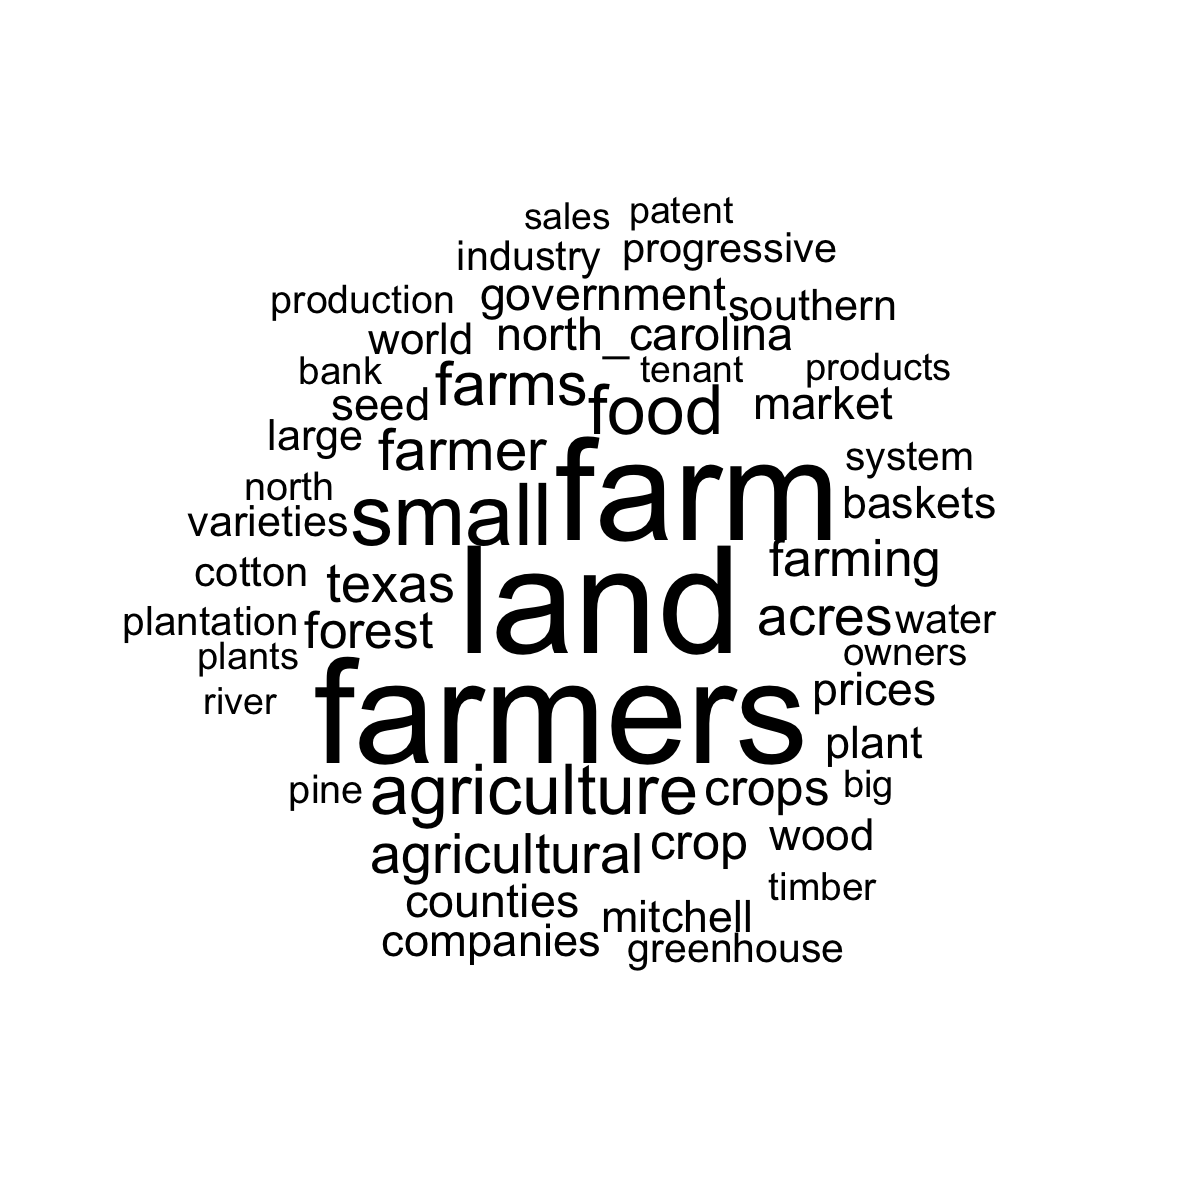 sales patent
industry progressive
production government southern
world north_carolina
bank farms tenant products
seed food market
large farmer system
north small farm baskets
varieties
cotton texas land farming
plantation forest acres water
plants owners
river farmers prices
plant
pine agriculture crops big
agricultural crop wood
counties timber
mitchell
companies greenhouse